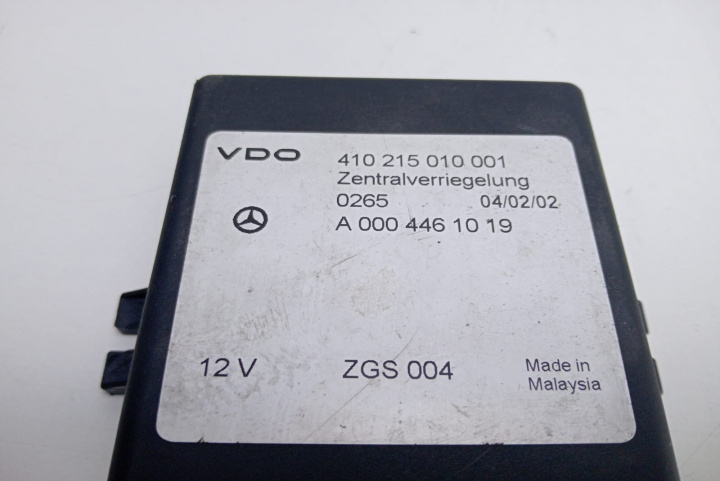 VDO 410 215 010 001
Zentralverriegelung
0265 04/02/02
A 000 446 10 19
12 V ZGS 004 Made in
Malaysia